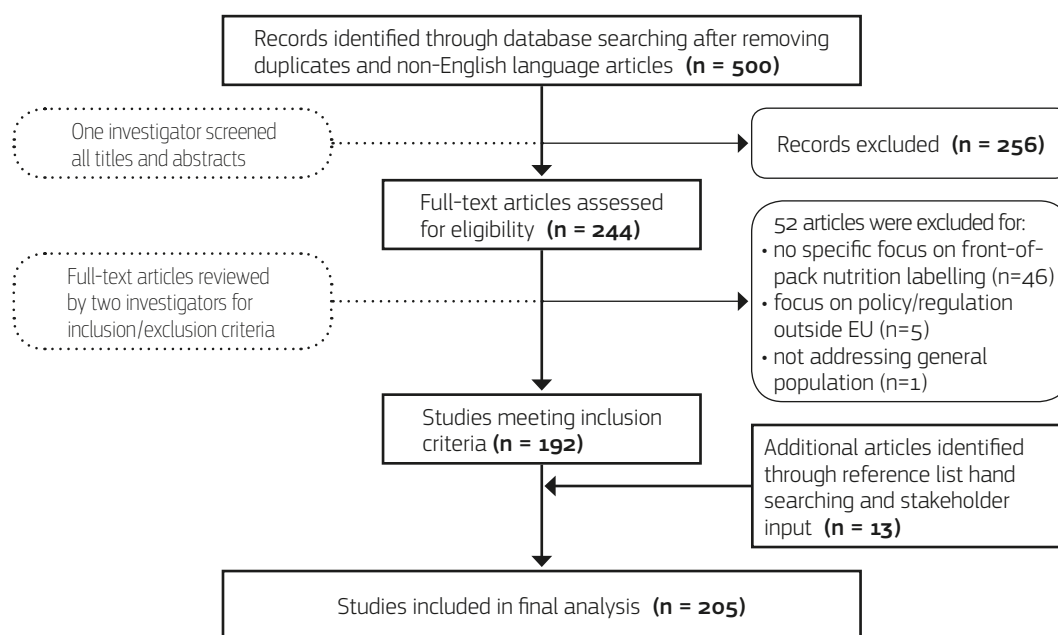 Records identified through database searching after removing
duplicates and non-English language articles (n = 500)
One investigator screened
all titles and abstracts
Records excluded (n = 256)
Full-text articles assessed
for eligibility (n = 244)
52 articles were excluded for:
• no specific focus on front-of-
pack nutrition labelling (n=46)
• focus on policy/regulation
outside EU (n=5)
• not addressing general
population (n=1)
Full-text articles reviewed
by two investigators for
inclusion/exclusion criteria
Studies meeting inclusion
criteria (n = 192)
Additional articles identified
through reference list hand
searching and stakeholder
input (n = 13)
Studies included in final analysis (n = 205)